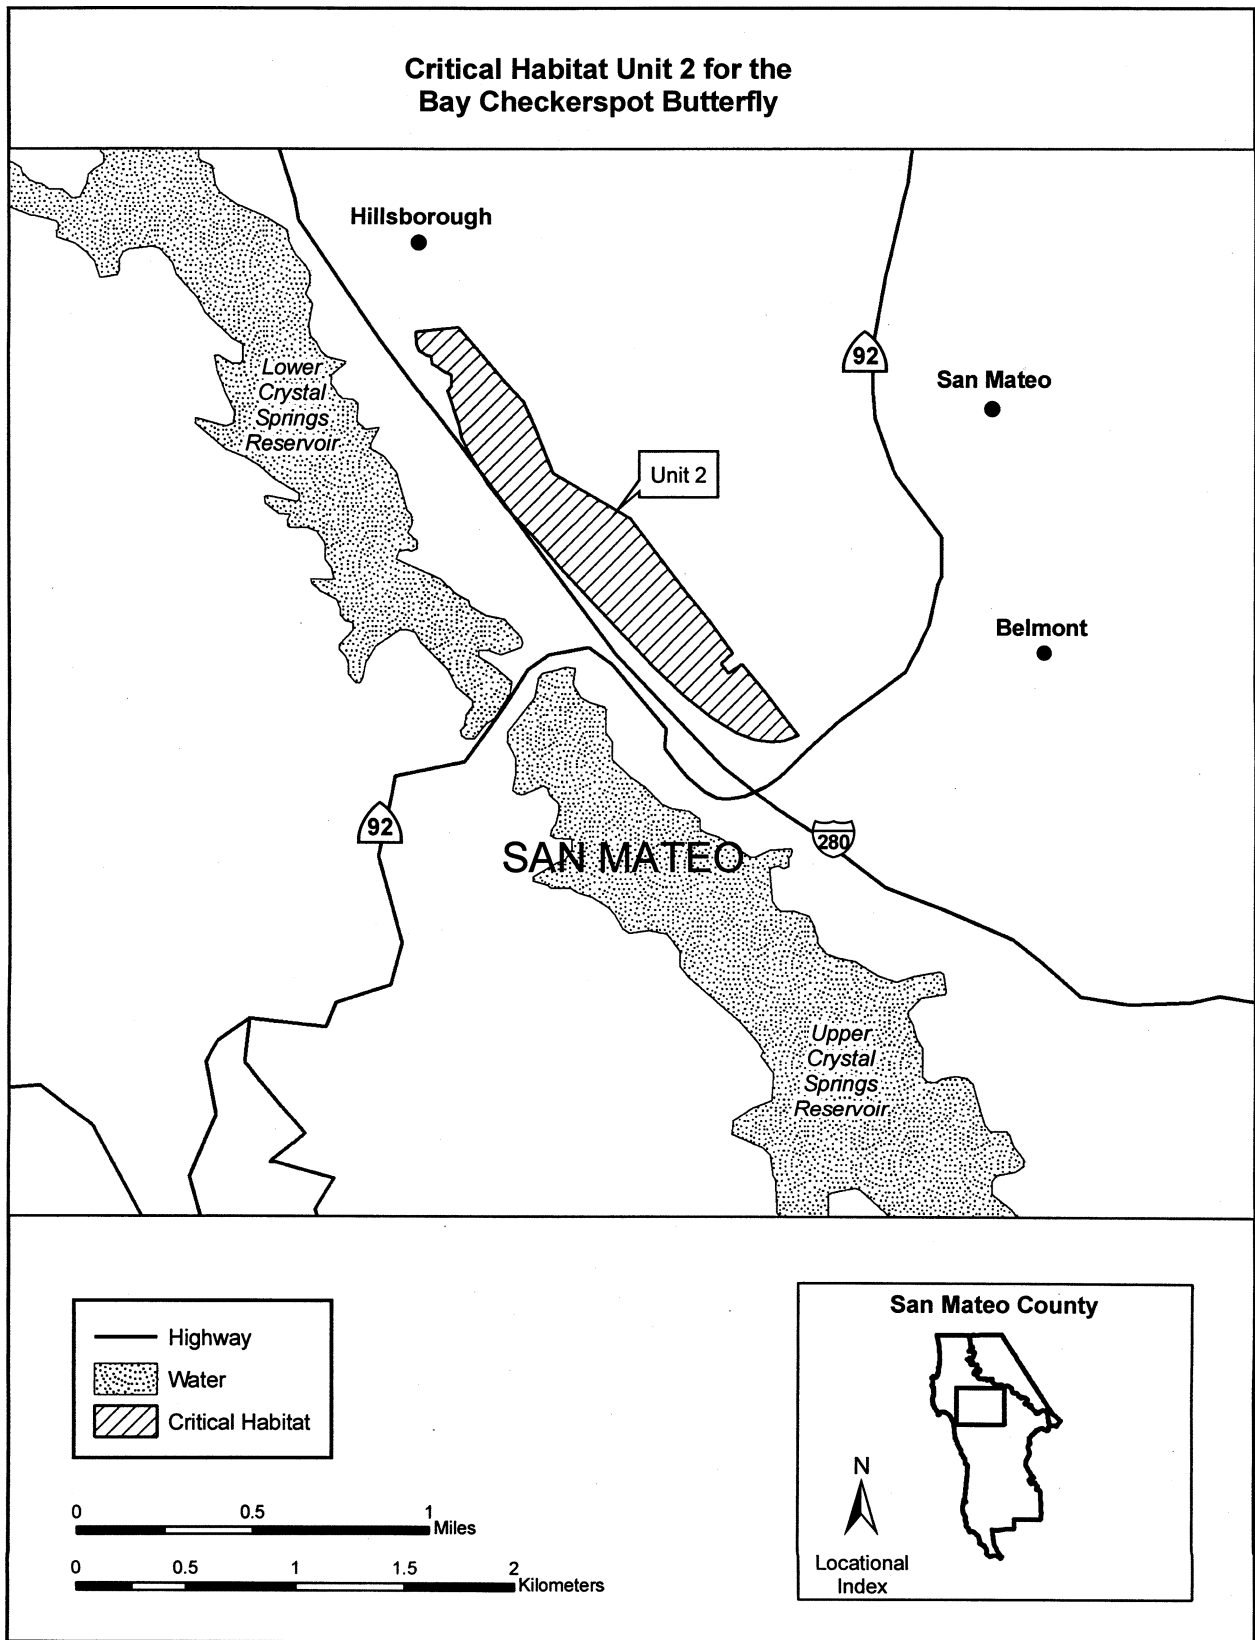 Critical Habitat Unit 2 for the
Bay Checkerspot Butterfly
Hillsborough
92
San Mateo
Lower
Crystal
Springs
Reservoir
Unit 2
Belmont
92
SAN MATEO
280
Upper
Crystal
Springs
Reservoir
Highway
Water
Critical Habitat
0 0.5 1
Miles
0 0.5 1 1.5 2
Kilometers
San Mateo County
N
Locational
Index